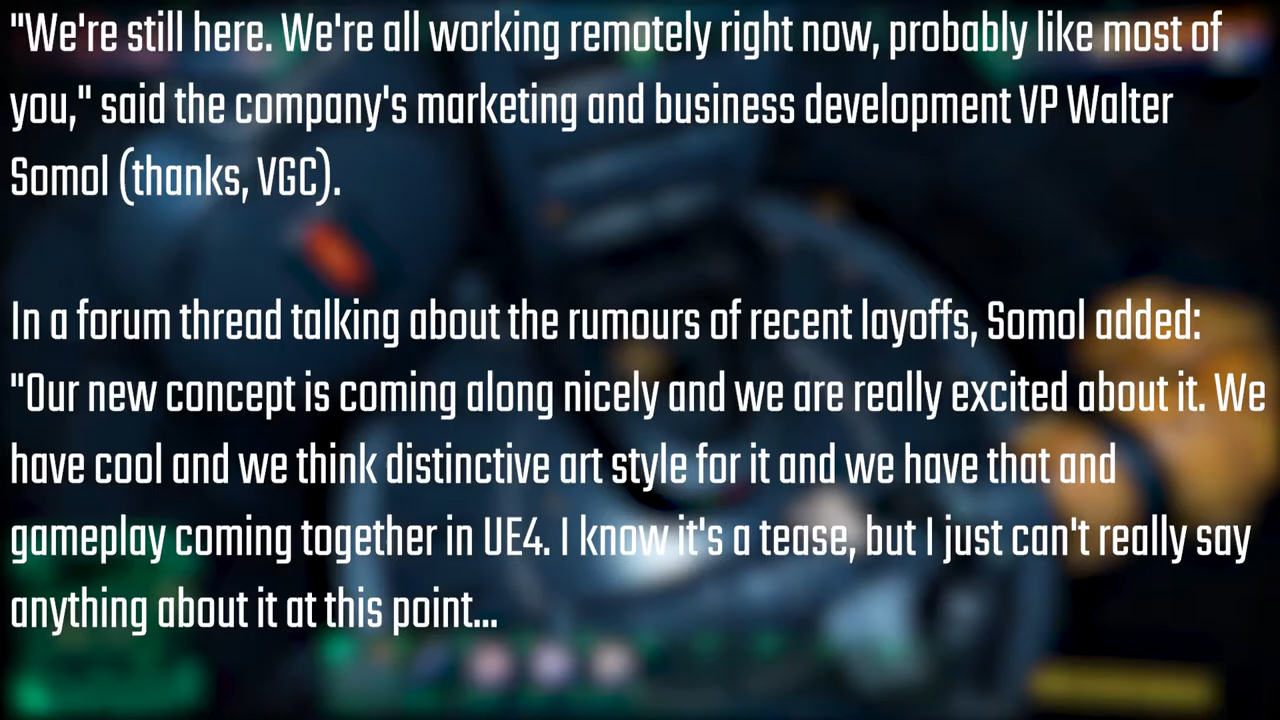 "We're still here. We're all working remotely right now, probably like most of
you," said the company's marketing and business development VP Walter
Somol (thanks, VGC).
In a forum thread talking about the rumours of recent layoffs, Somol added:
"Our new concept is coming along nicely and we are really excited about it. We
have cool and we think distinctive art style for it and we have that and
gameplay coming together in UE4. I know it's a tease, but I just can't really say
anything about it at this point...